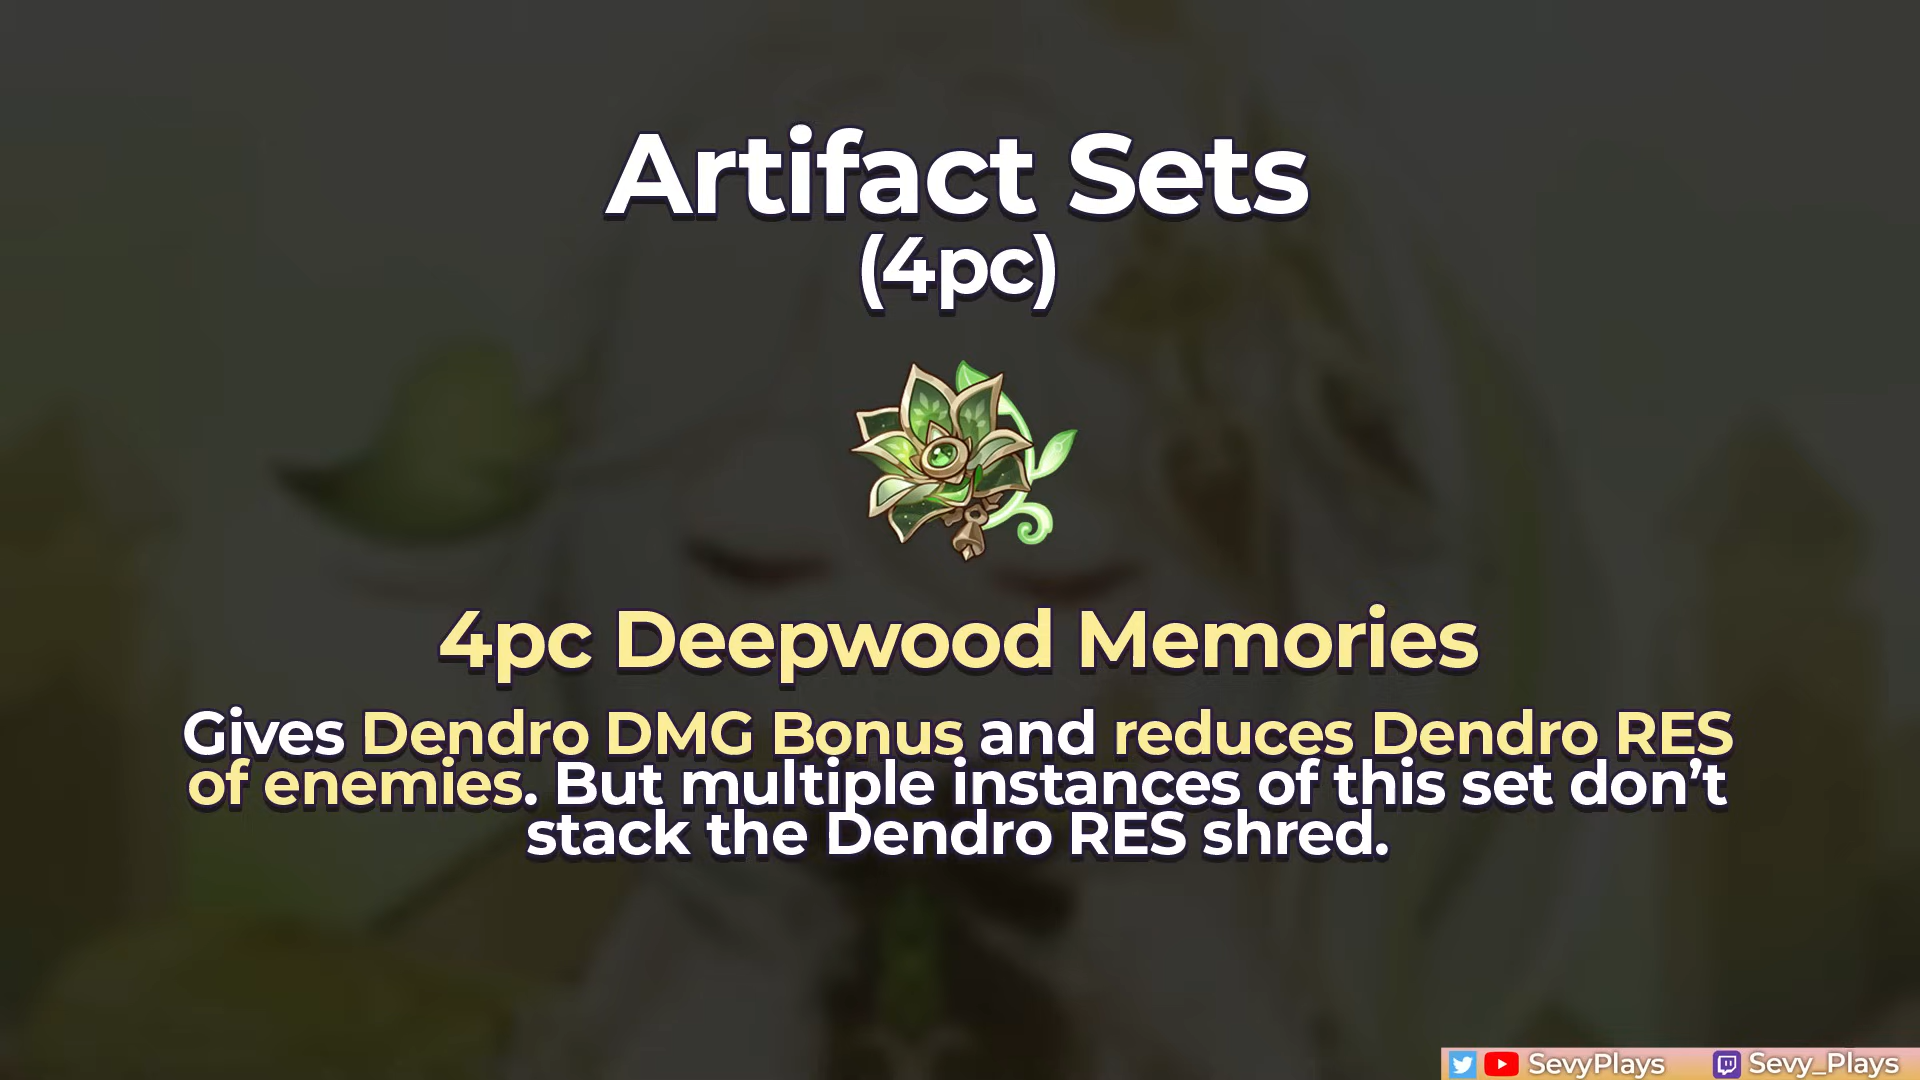 Artifact Sets
(4pc)
4pc Deepwood Memories
Gives Dendro DMG Bonus and reduces Dendro RES
of enemies. But multiple instances of this set don’t
stack the Dendro RES shred.
SevyPlays Sevy_Plays